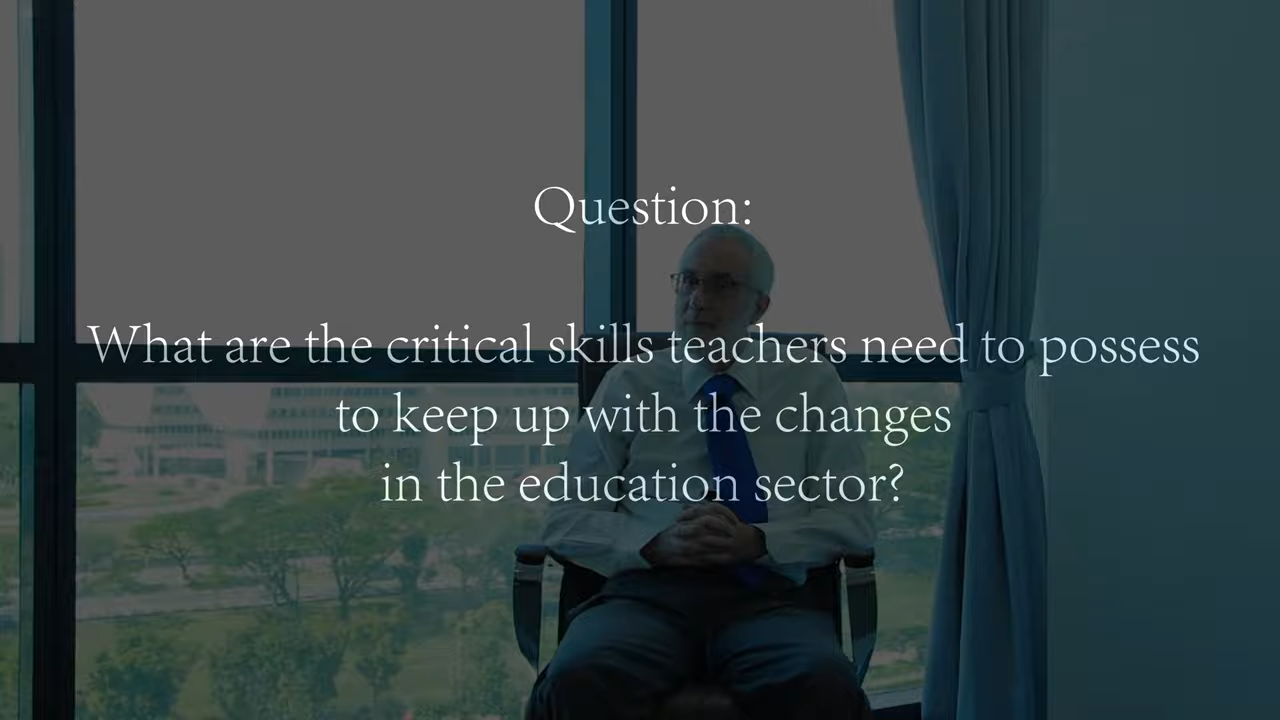 Question:
What are the critical skills teachers need to possess
to keep up with the changes
in the education sector?